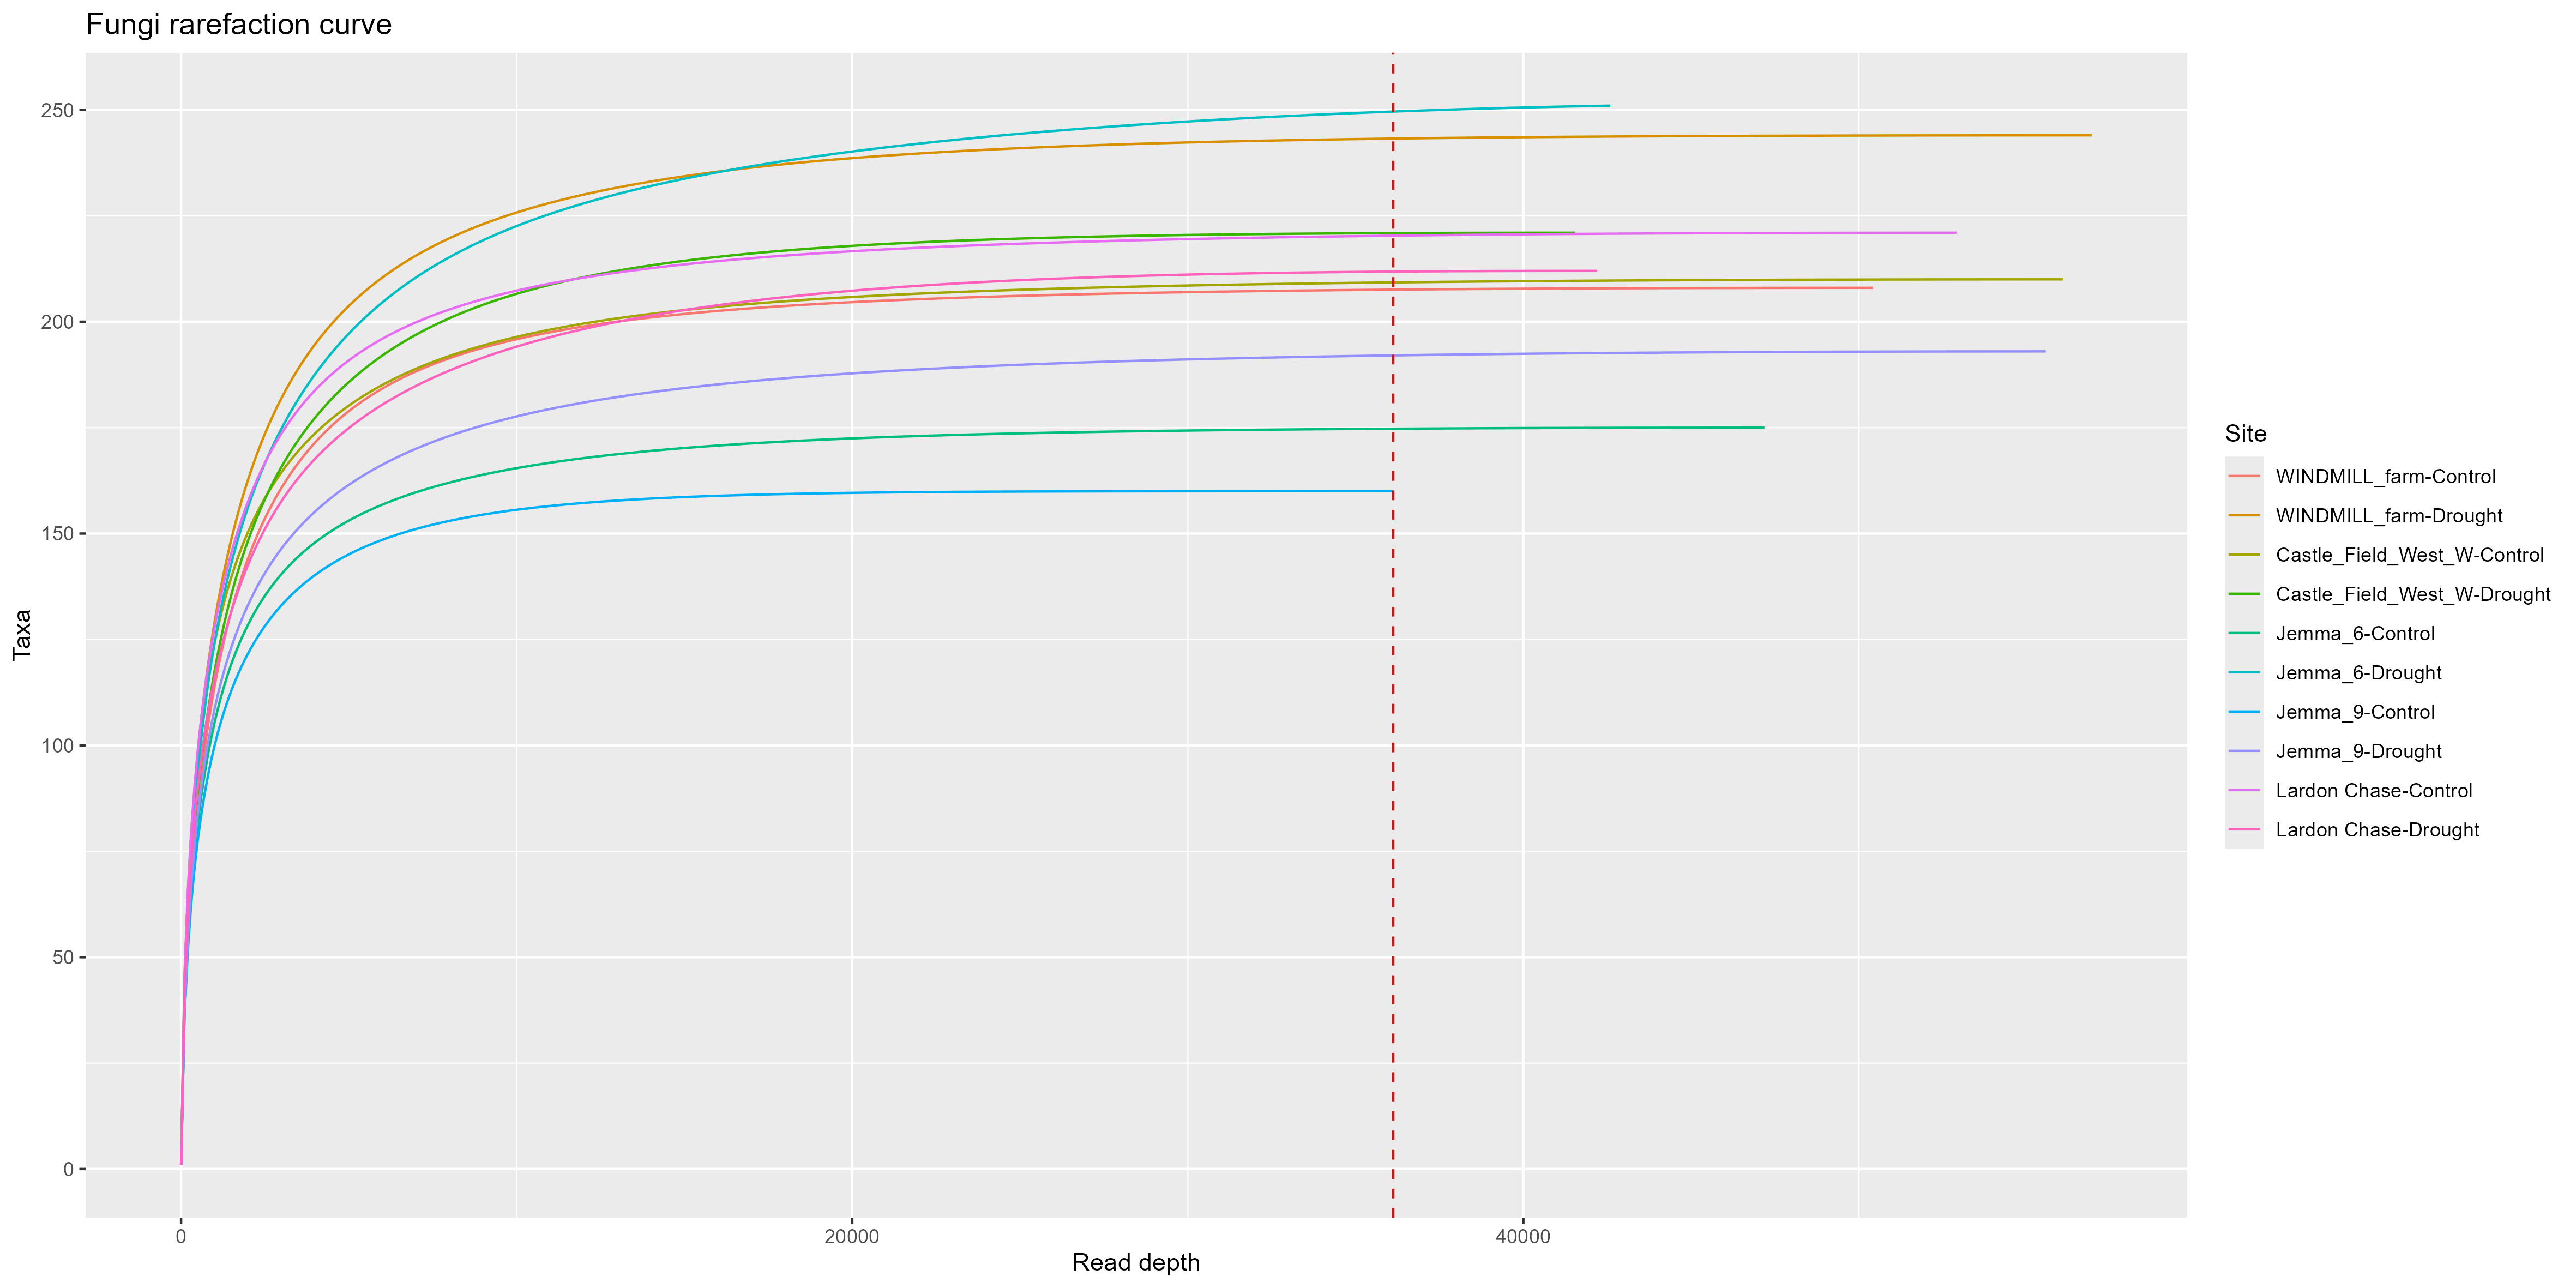 Fungi rarefaction curve
Taxa
250
200
150
100
50
0
0
20000
40000
Read depth
Site
WINDMILL_farm-Control
WINDMILL_farm-Drought
Castle_Field_West_W-Control
Castle_Field_West_W-Drought
Jemma_6-Control
Jemma_6-Drought
Jemma_9-Control
Jemma_9-Drought
Lardon Chase-Control
Lardon Chase-Drought